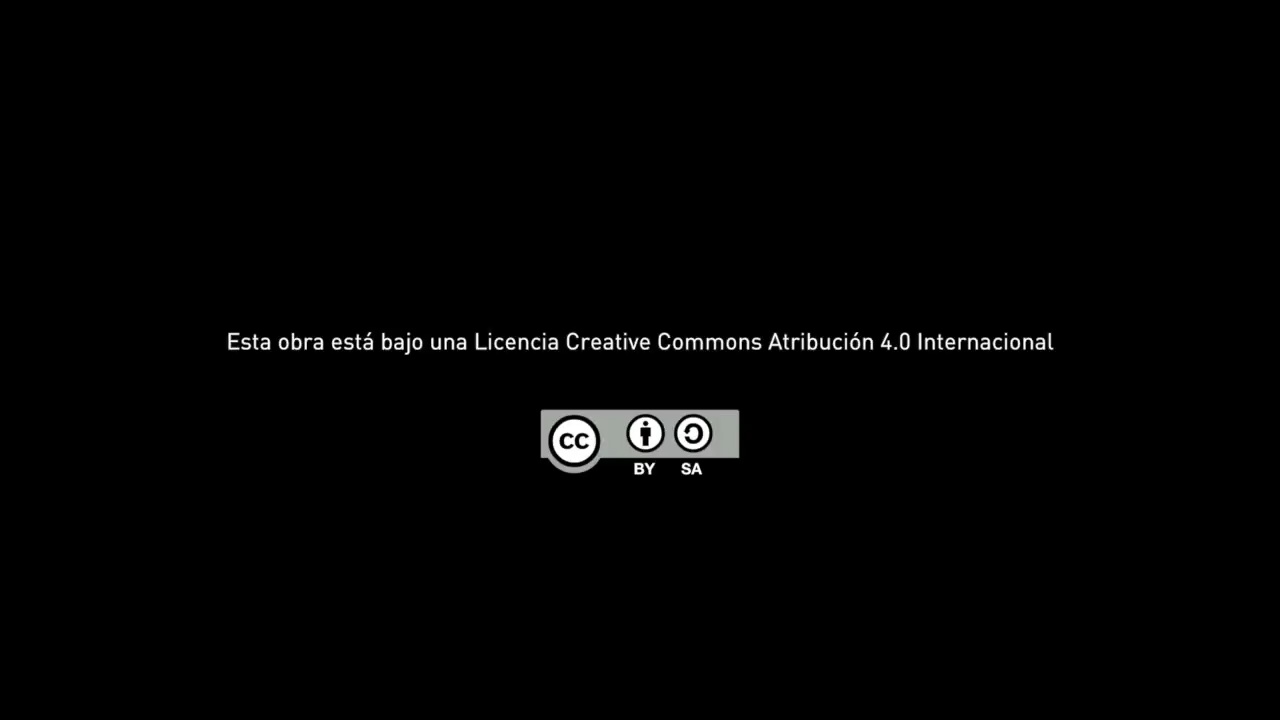 Esta obra está bajo una Licencia Creative Commons Atribución 4.0 Internacional
cc
BY SA